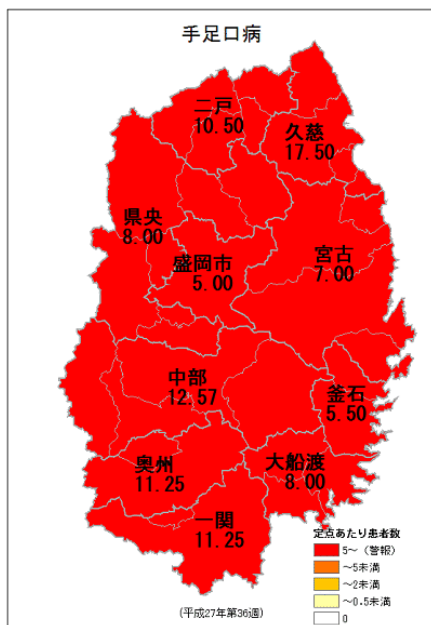 手足口病
二戸
10.50
久慈
17.50
県央
8.00
盛岡市
5.00
宮古
7.00
中部
12.57
釜石
5.50
奥州
11.25
大船渡
8.00
一関
11.25
定点あたり患者数
5～（警報）
～5未満
～2未満
～0.5未満
0
(平成27年第36週)